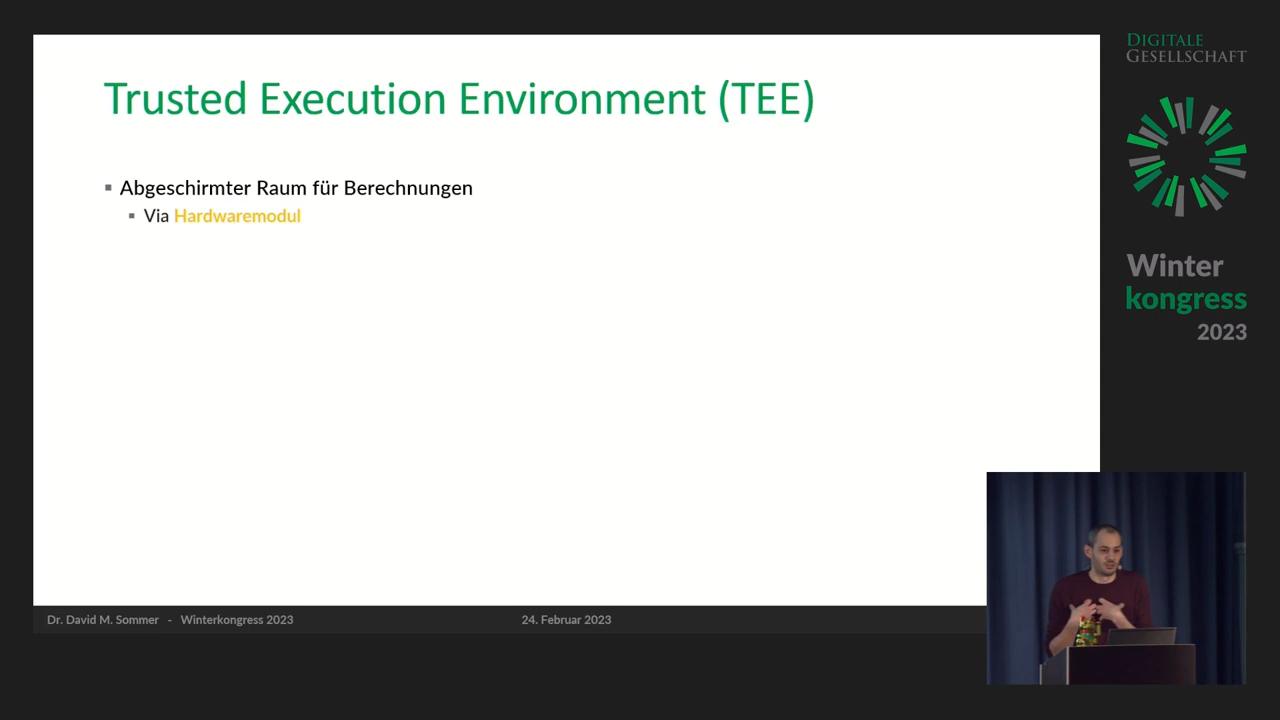 Trusted Execution Environment (TEE)
Abgeschirmter Raum für Berechnungen
Via Hardwaremodul
Dr. David M. Sommer - Winterkongress 2023
24. Februar 2023
DIGITALE
GESELLSCHAFT
Winter
kongress
2023